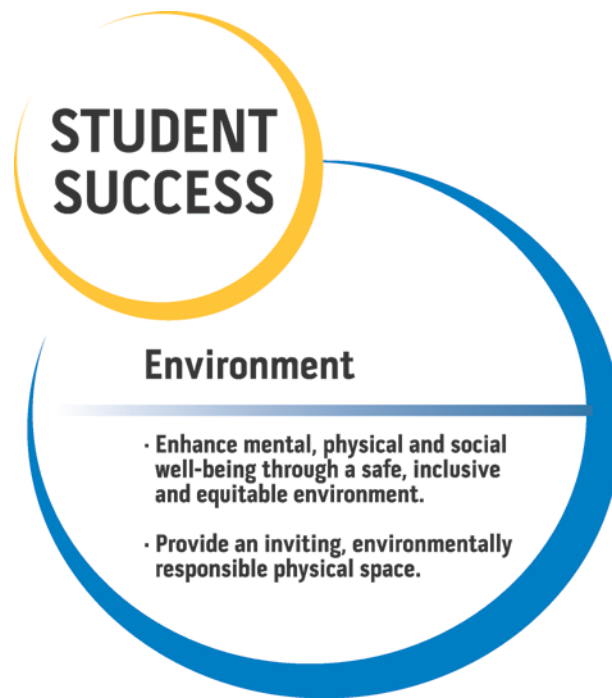 STUDENT
SUCCESS
Environment
· Enhance mental, physical and social
well-being through a safe, inclusive
and equitable environment.
· Provide an inviting, environmentally
responsible physical space.